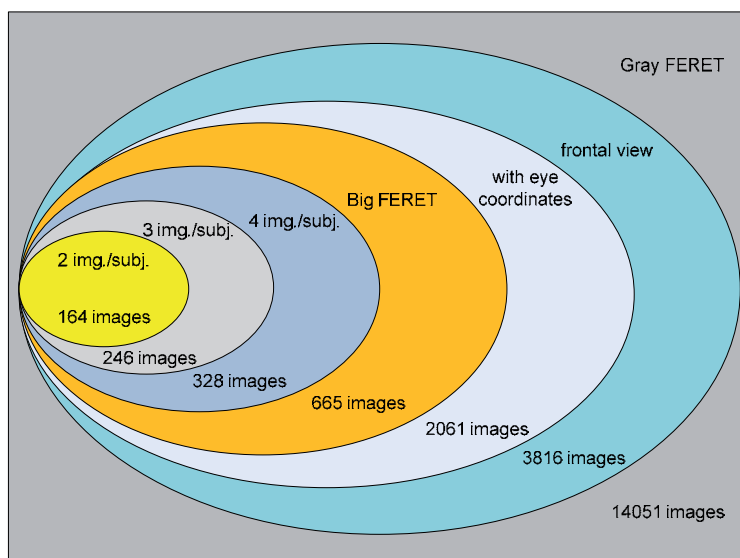 Gray FERET
frontal view
with eye
coordinates
Big FERET
4 img./subj.
3 img./subj.
2 img./subj.
164 images
246 images
328 images
665 images
2061 images
3816 images
14051 images